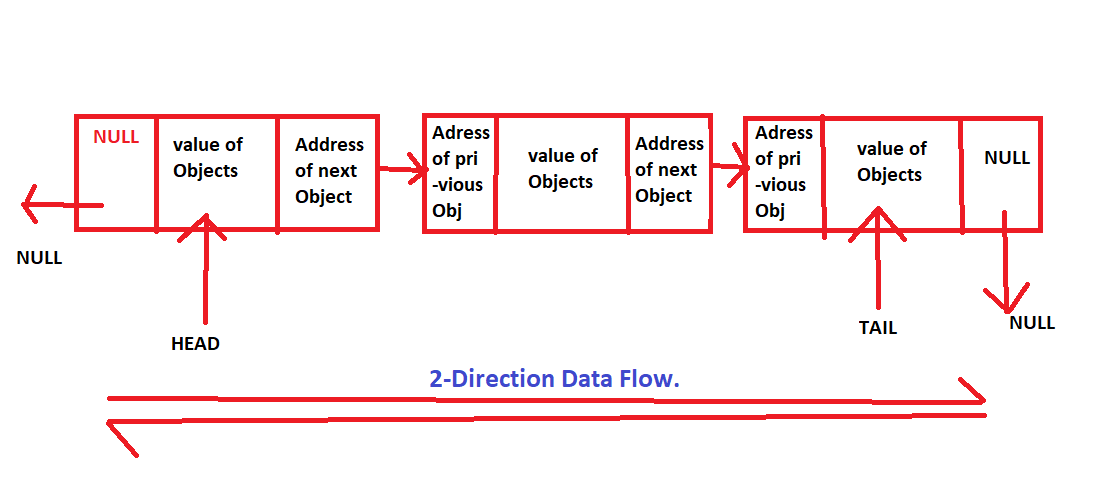 NULL
value of
Objects
Address
of next
Object
Adress
of pri
-vious
Obj
value of
Objects
Address
of next
Object
Adress
of pri
-vious
Obj
value of
Objects
NULL
NULL
HEAD
TAIL
NULL
2-Direction Data Flow.